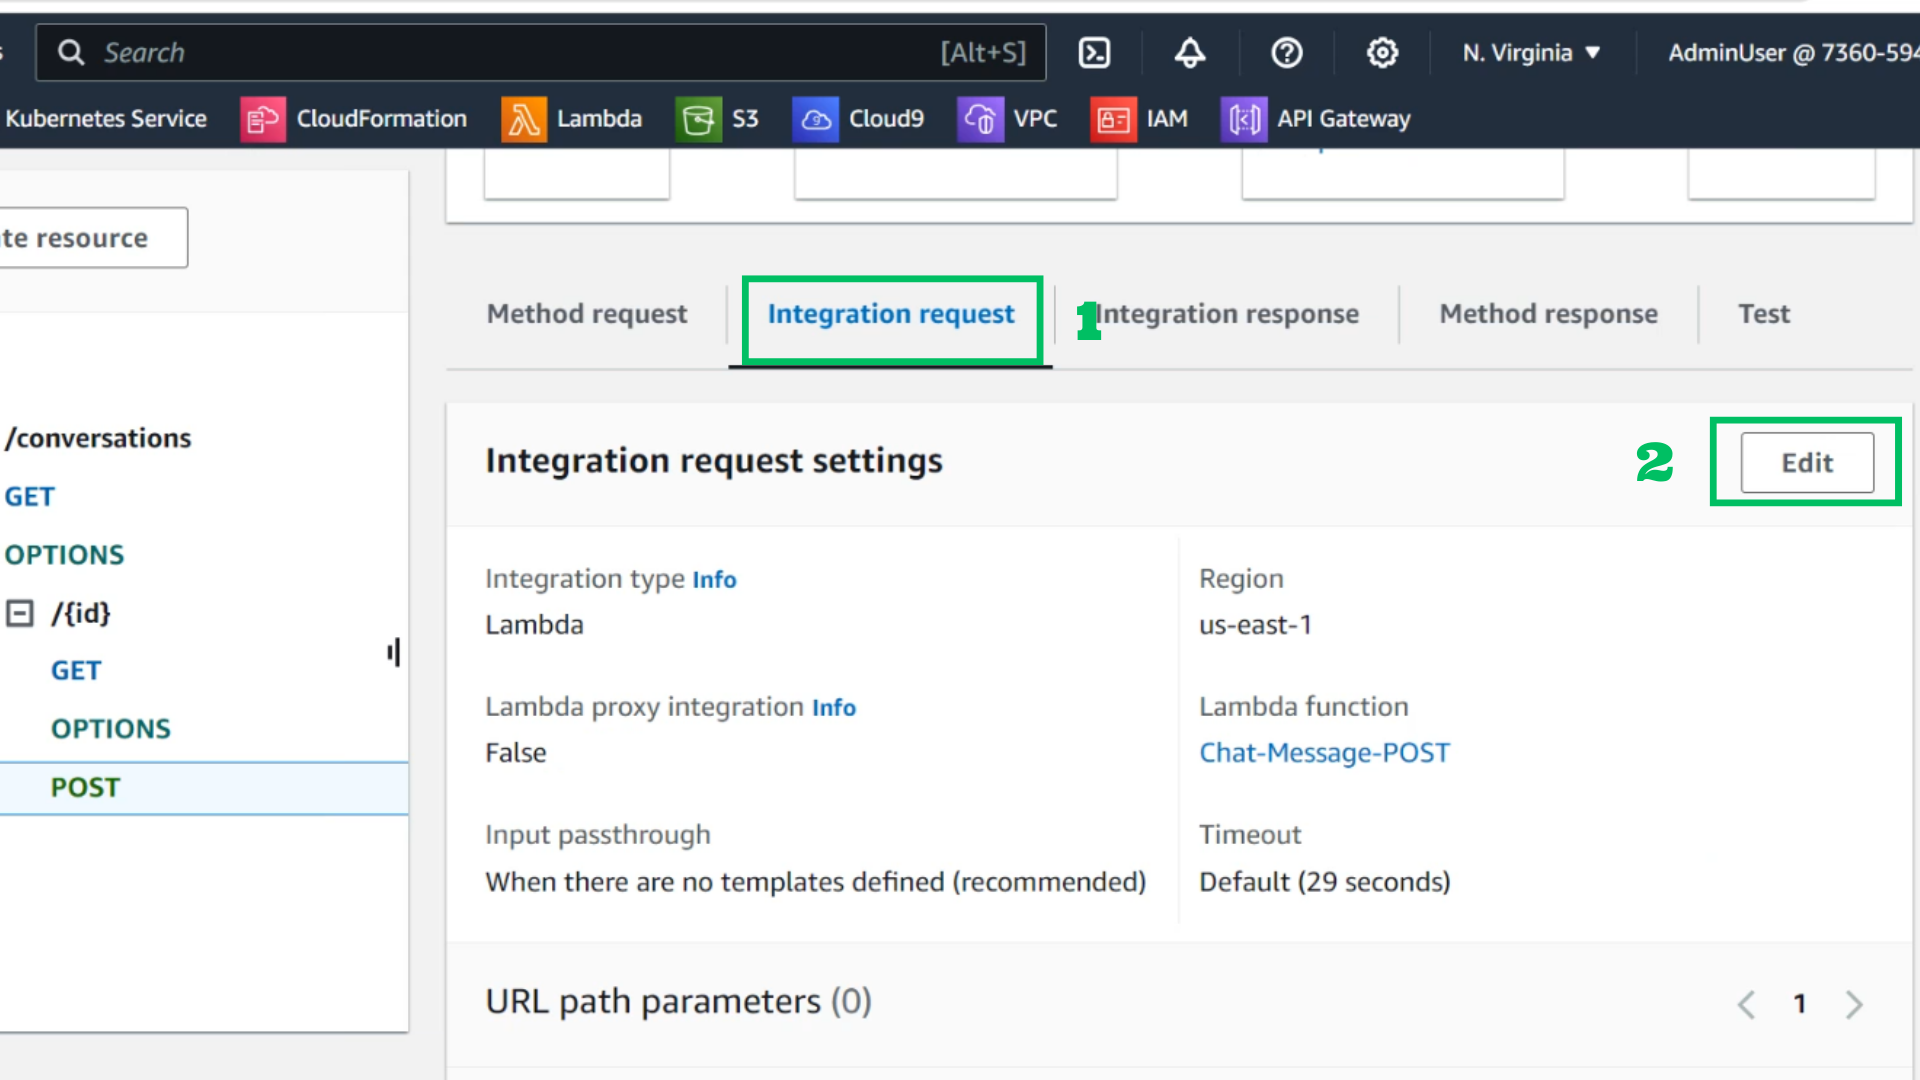 Search [Alt+S] N. Virginia ▼ AdminUser @ 7360-594
Kubernetes Service CloudFormation Lambda S3 Cloud9 VPC IAM API Gateway
te resource
Method request Integration request 1 Integration response Method response Test
/conversations
GET
OPTIONS
/{id}
GET
OPTIONS
POST
Integration request settings 2 Edit
Integration type Info
Lambda
Region
us-east-1
Lambda proxy integration Info
False
Lambda function
Chat-Message-POST
Input passthrough
When there are no templates defined (recommended)
Timeout
Default (29 seconds)
URL path parameters (0) 1